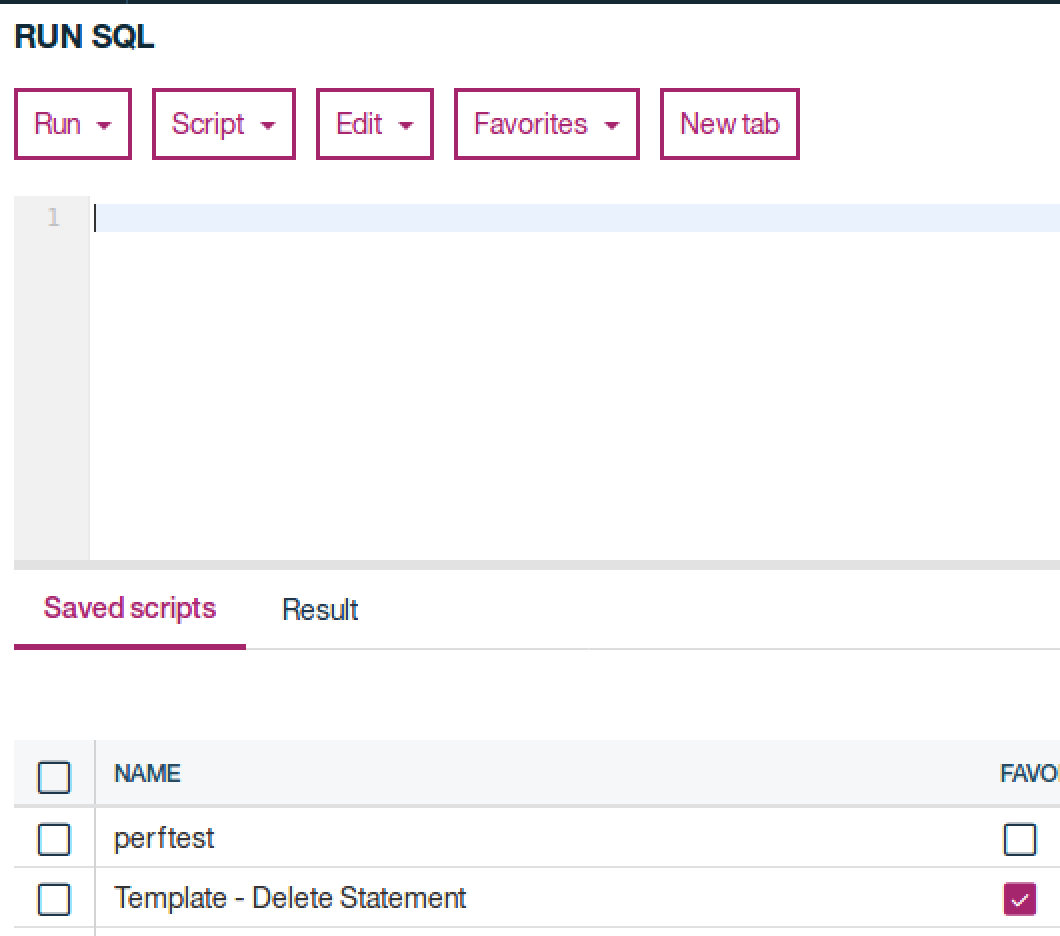 RUN SQL
Run Script Edit Favorites New tab
1
Saved scripts Result
NAME FAVO
perftest
Template - Delete Statement